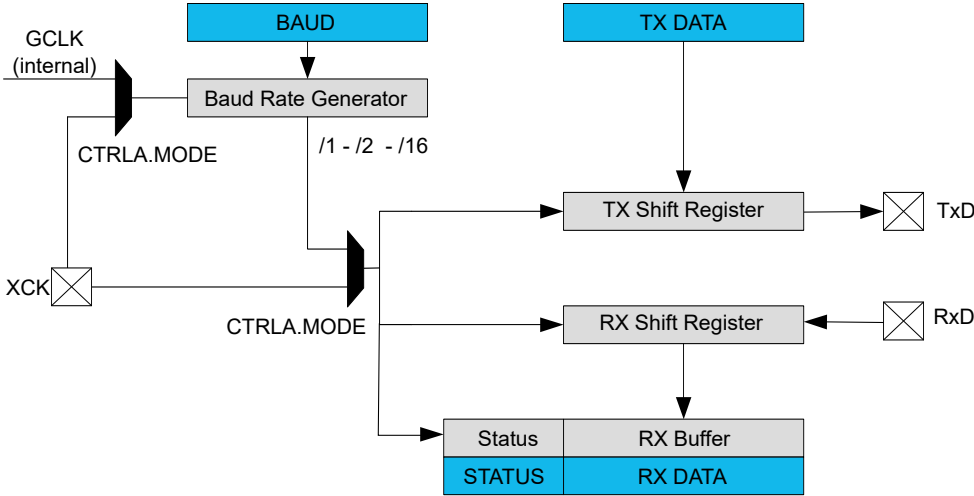 BAUD
TX DATA
GCLK
(internal)
Baud Rate Generator
/1 - /2 - /16
CTRLA.MODE
TX Shift Register
TxD
XCK
CTRLA.MODE
RX Shift Register
RxD
Status
RX Buffer
STATUS
RX DATA